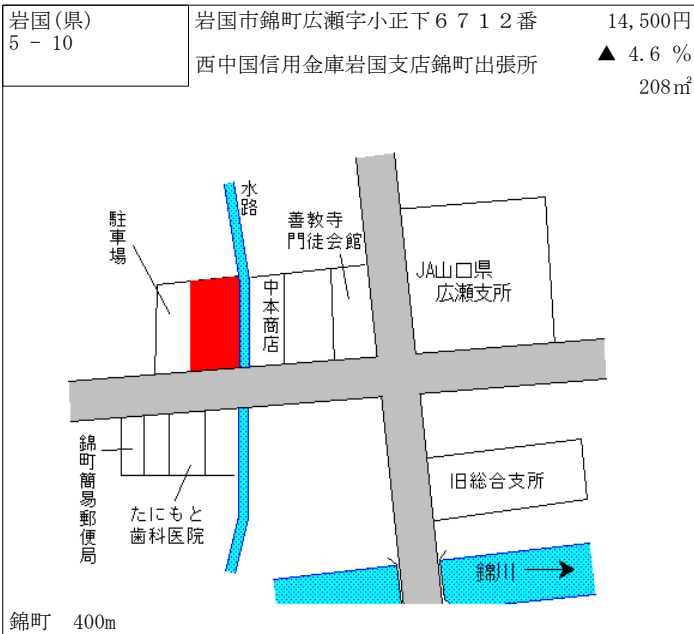 岩国(県)
5 - 10
岩国市錦町広瀬字小正下6712番
西中国信用金庫岩国支店錦町出張所
14,500円
▲ 4.6 %
208㎡
水路
駐車場
善教寺
門徒会館
中本商店
JA山口県
広瀬支所
錦町簡易郵便局
たにもと
歯科医院
旧総合支所
錦川
錦町 400m